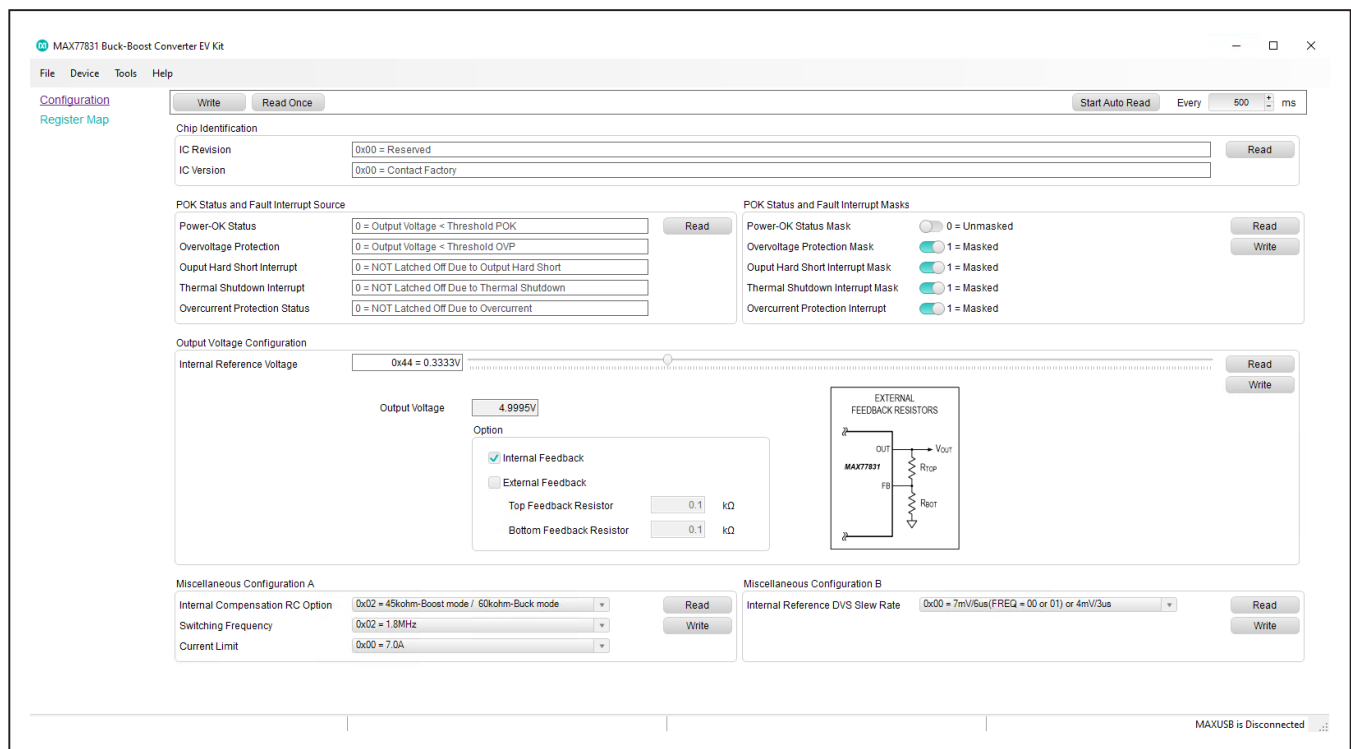 MAX77831 Buck-Boost Converter EV Kit
File Device Tools Help
Configuration
Register Map
Write Read Once Start Auto Read Every 500 ms
Chip Identification
IC Revision 0x00 = Reserved Read
IC Version 0x00 = Contact Factory
POK Status and Fault Interrupt Source
Power-OK Status 0 = Output Voltage < Threshold POK Read
Overvoltage Protection 0 = Output Voltage < Threshold OVP
Ouput Hard Short Interrupt 0 = NOT Latched Off Due to Output Hard Short
Thermal Shutdown Interrupt 0 = NOT Latched Off Due to Thermal Shutdown
Overcurrent Protection Status 0 = NOT Latched Off Due to Overcurrent
POK Status and Fault Interrupt Masks
Power-OK Status Mask 0 = Unmasked Read
Overvoltage Protection Mask 1 = Masked Write
Ouput Hard Short Interrupt Mask 1 = Masked
Thermal Shutdown Interrupt Mask 1 = Masked
Overcurrent Protection Interrupt 1 = Masked
Output Voltage Configuration
Internal Reference Voltage 0x44 = 0.3333V Read
Write
Output Voltage 4.9995V
Option
Internal Feedback
External Feedback
Top Feedback Resistor 0.1 kΩ
Bottom Feedback Resistor 0.1 kΩ
EXTERNAL
FEEDBACK RESISTORS
OUT VOUT
MAX77831 RTOP
FB
RBOT
Miscellaneous Configuration A
Internal Compensation RC Option 0x02 = 45kohm-Boost mode / 60kohm-Buck mode Read
Switching Frequency 0x02 = 1.8MHz Write
Current Limit 0x00 = 7.0A
Miscellaneous Configuration B
Internal Reference DVS Slew Rate 0x00 = 7mV/6us(FREQ = 00 or 01) or 4mV/3us Read
Write
MAXUSB is Disconnected